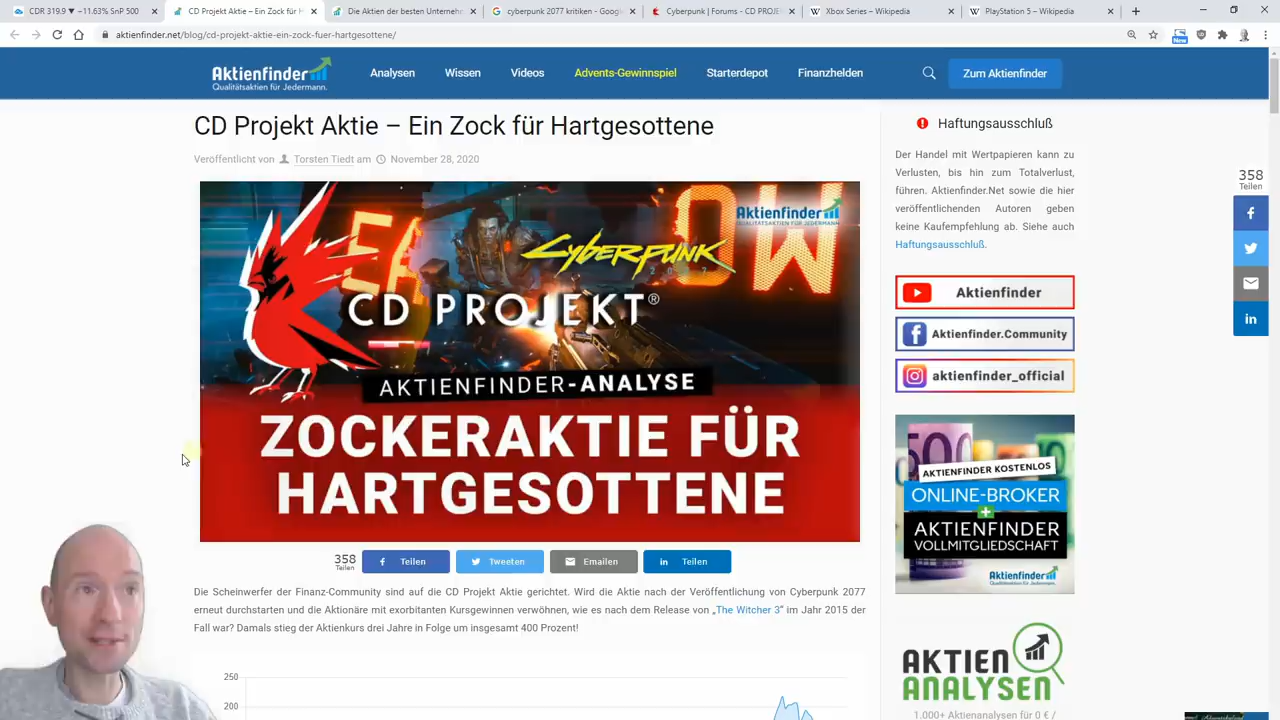 CDR 319.9 ▼ −1.63% SnP 500
CD Projekt Aktie - Ein Zock für H
Die Aktien der besten Unterneh
cyberpunk 2077 kritiken - Googl
Cyberpunk | Forums - CD PROJE
Xbox Series – Wikipedia
PlayStation 5 – Wikipedia
aktienfinder.net/blog/cd-projekt-aktie-ein-zock-fuer-hargesottene/
New
Aktienfinder
Qualitätsaktien für Jedermann.
Analysen
Wissen
Videos
Advents-Gewinnspiel
Starterdepot
Finanzhelden
Zum Aktienfinder
CD Projekt Aktie – Ein Zock für Hartgesottene
Veröffentlicht von Torsten Tiedt am November 28, 2020
Aktienfinder
QUALITÄTSAKTIEN FÜR JEDERMANN
Cyberpunk
2077
CD PROJEKT®
AKTIENFINDER-ANALYSE
ZOCKERAKTIE FÜR
HARTGESOTTENE
358
Teilen
Teilen
Tweeten
Emailen
Teilen
Die Scheinwerfer der Finanz-Community sind auf die CD Projekt Aktie gerichtet. Wird die Aktie nach der Veröffentlichung von Cyberpunk 2077
erneut durchstarten und die Aktionäre mit exorbitanten Kursgewinnen verwöhnen, wie es nach dem Release von „The Witcher 3“ im Jahr 2015 der
Fall war? Damals stieg der Aktienkurs drei Jahre in Folge um insgesamt 400 Prozent!
250
200
Haftungsausschluß
Der Handel mit Wertpapieren kann zu
Verlusten, bis hin zum Totalverlust,
führen. Aktienfinder.Net sowie die hier
veröffentlichenden Autoren geben
keine Kaufempfehlung ab. Siehe auch
Haftungsausschluß.
Aktienfinder
Aktienfinder.Community
aktienfinder_official
500
AKTIENFINDER KOSTENLOS
ONLINE-BROKER
+
AKTIENFINDER
VOLLMITGLIEDSCHAFT
Aktienfinder
AKTIEN
ANALYSEN
1.000+ Aktienanalysen für 0 € /
358
Teilen